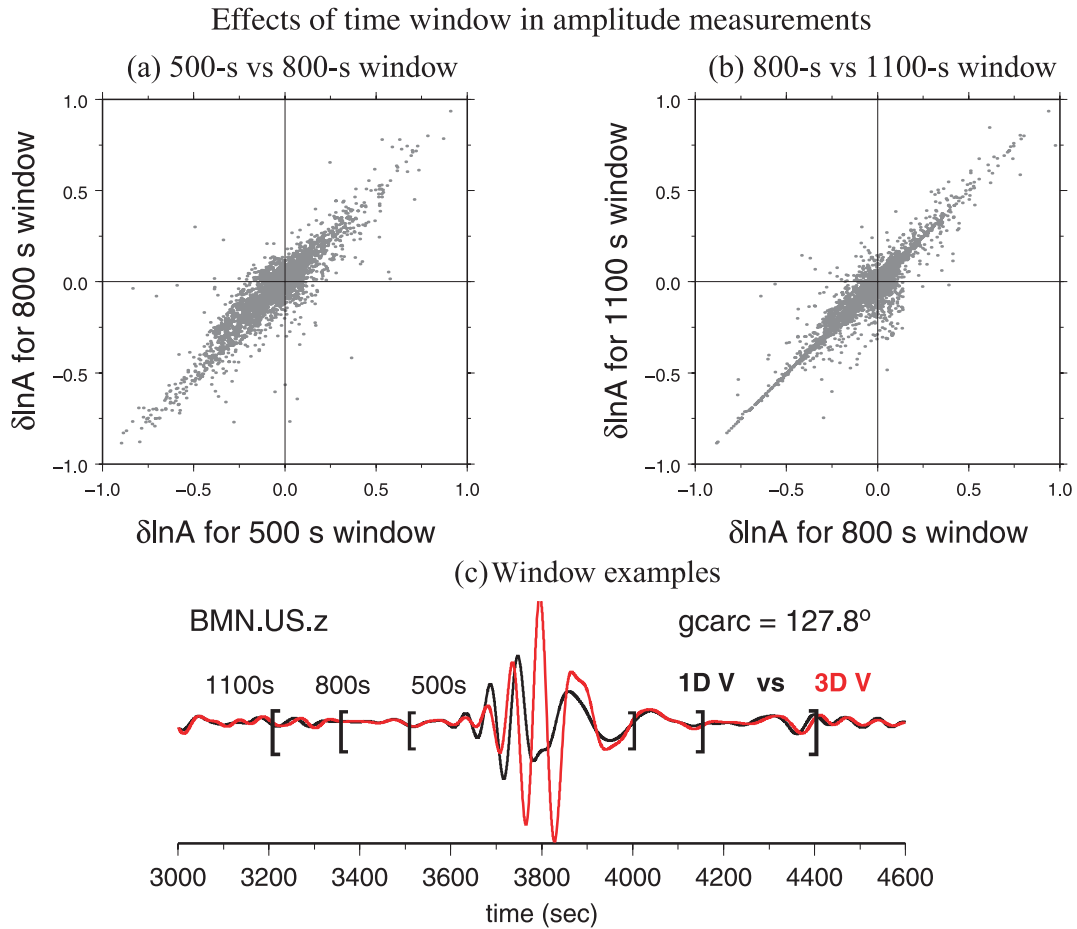 Effects of time window in amplitude measurements
(a) 500-s vs 800-s window
(b) 800-s vs 1100-s window
1.0
0.5
0.0
−0.5
−1.0
δlnA for 800 s window
−1.0 −0.5 0.0 0.5 1.0
δlnA for 500 s window
1.0
0.5
0.0
−0.5
−1.0
δlnA for 1100 s window
−1.0 −0.5 0.0 0.5 1.0
δlnA for 800 s window
(c) Window examples
BMN.US.z
gcarc = 127.8º
1100s 800s 500s
1D V vs 3D V
3000 3200 3400 3600 3800 4000 4200 4400 4600
time (sec)